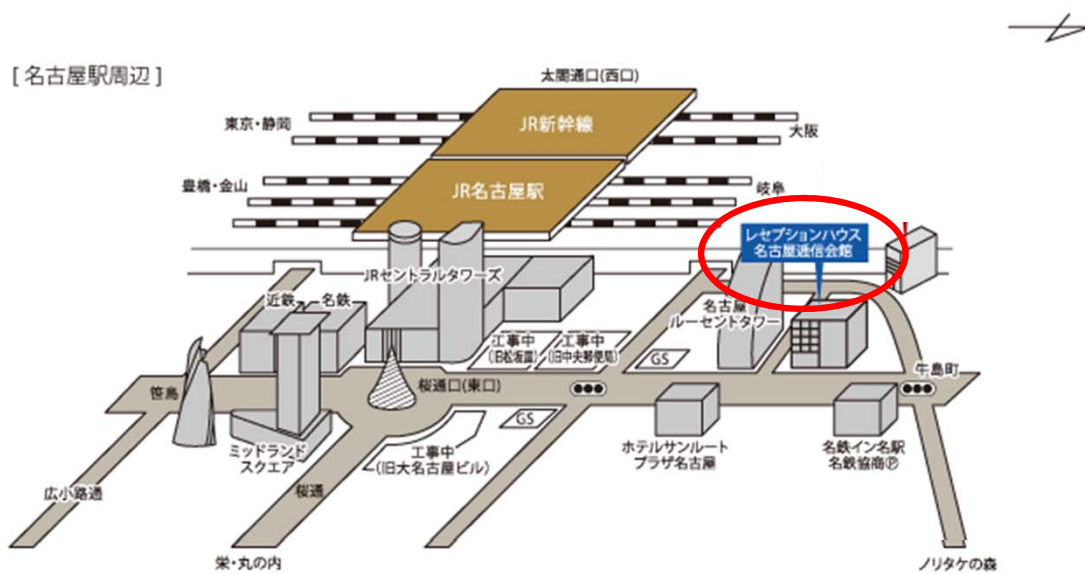 [ 名古屋駅周辺 ]
太閤通口(西口)
JR新幹線
東京・静岡
大阪
豊橋・金山
JR名古屋駅
岐阜
レセプションハウス
名古屋逓信会館
JRセントラルタワーズ
近鉄
名鉄
名古屋
ルーセントタワー
工事中
(旧松坂屋)
工事中
(旧中央郵便局)
GS
牛島町
笹島
桜通口(東口)
GS
ミッドランド
スクエア
工事中
(旧大名古屋ビル)
ホテルサンルート
プラザ名古屋
名鉄イン名駅
名鉄協商Ⓟ
広小路通
桜通
栄・丸の内
ノリタケの森